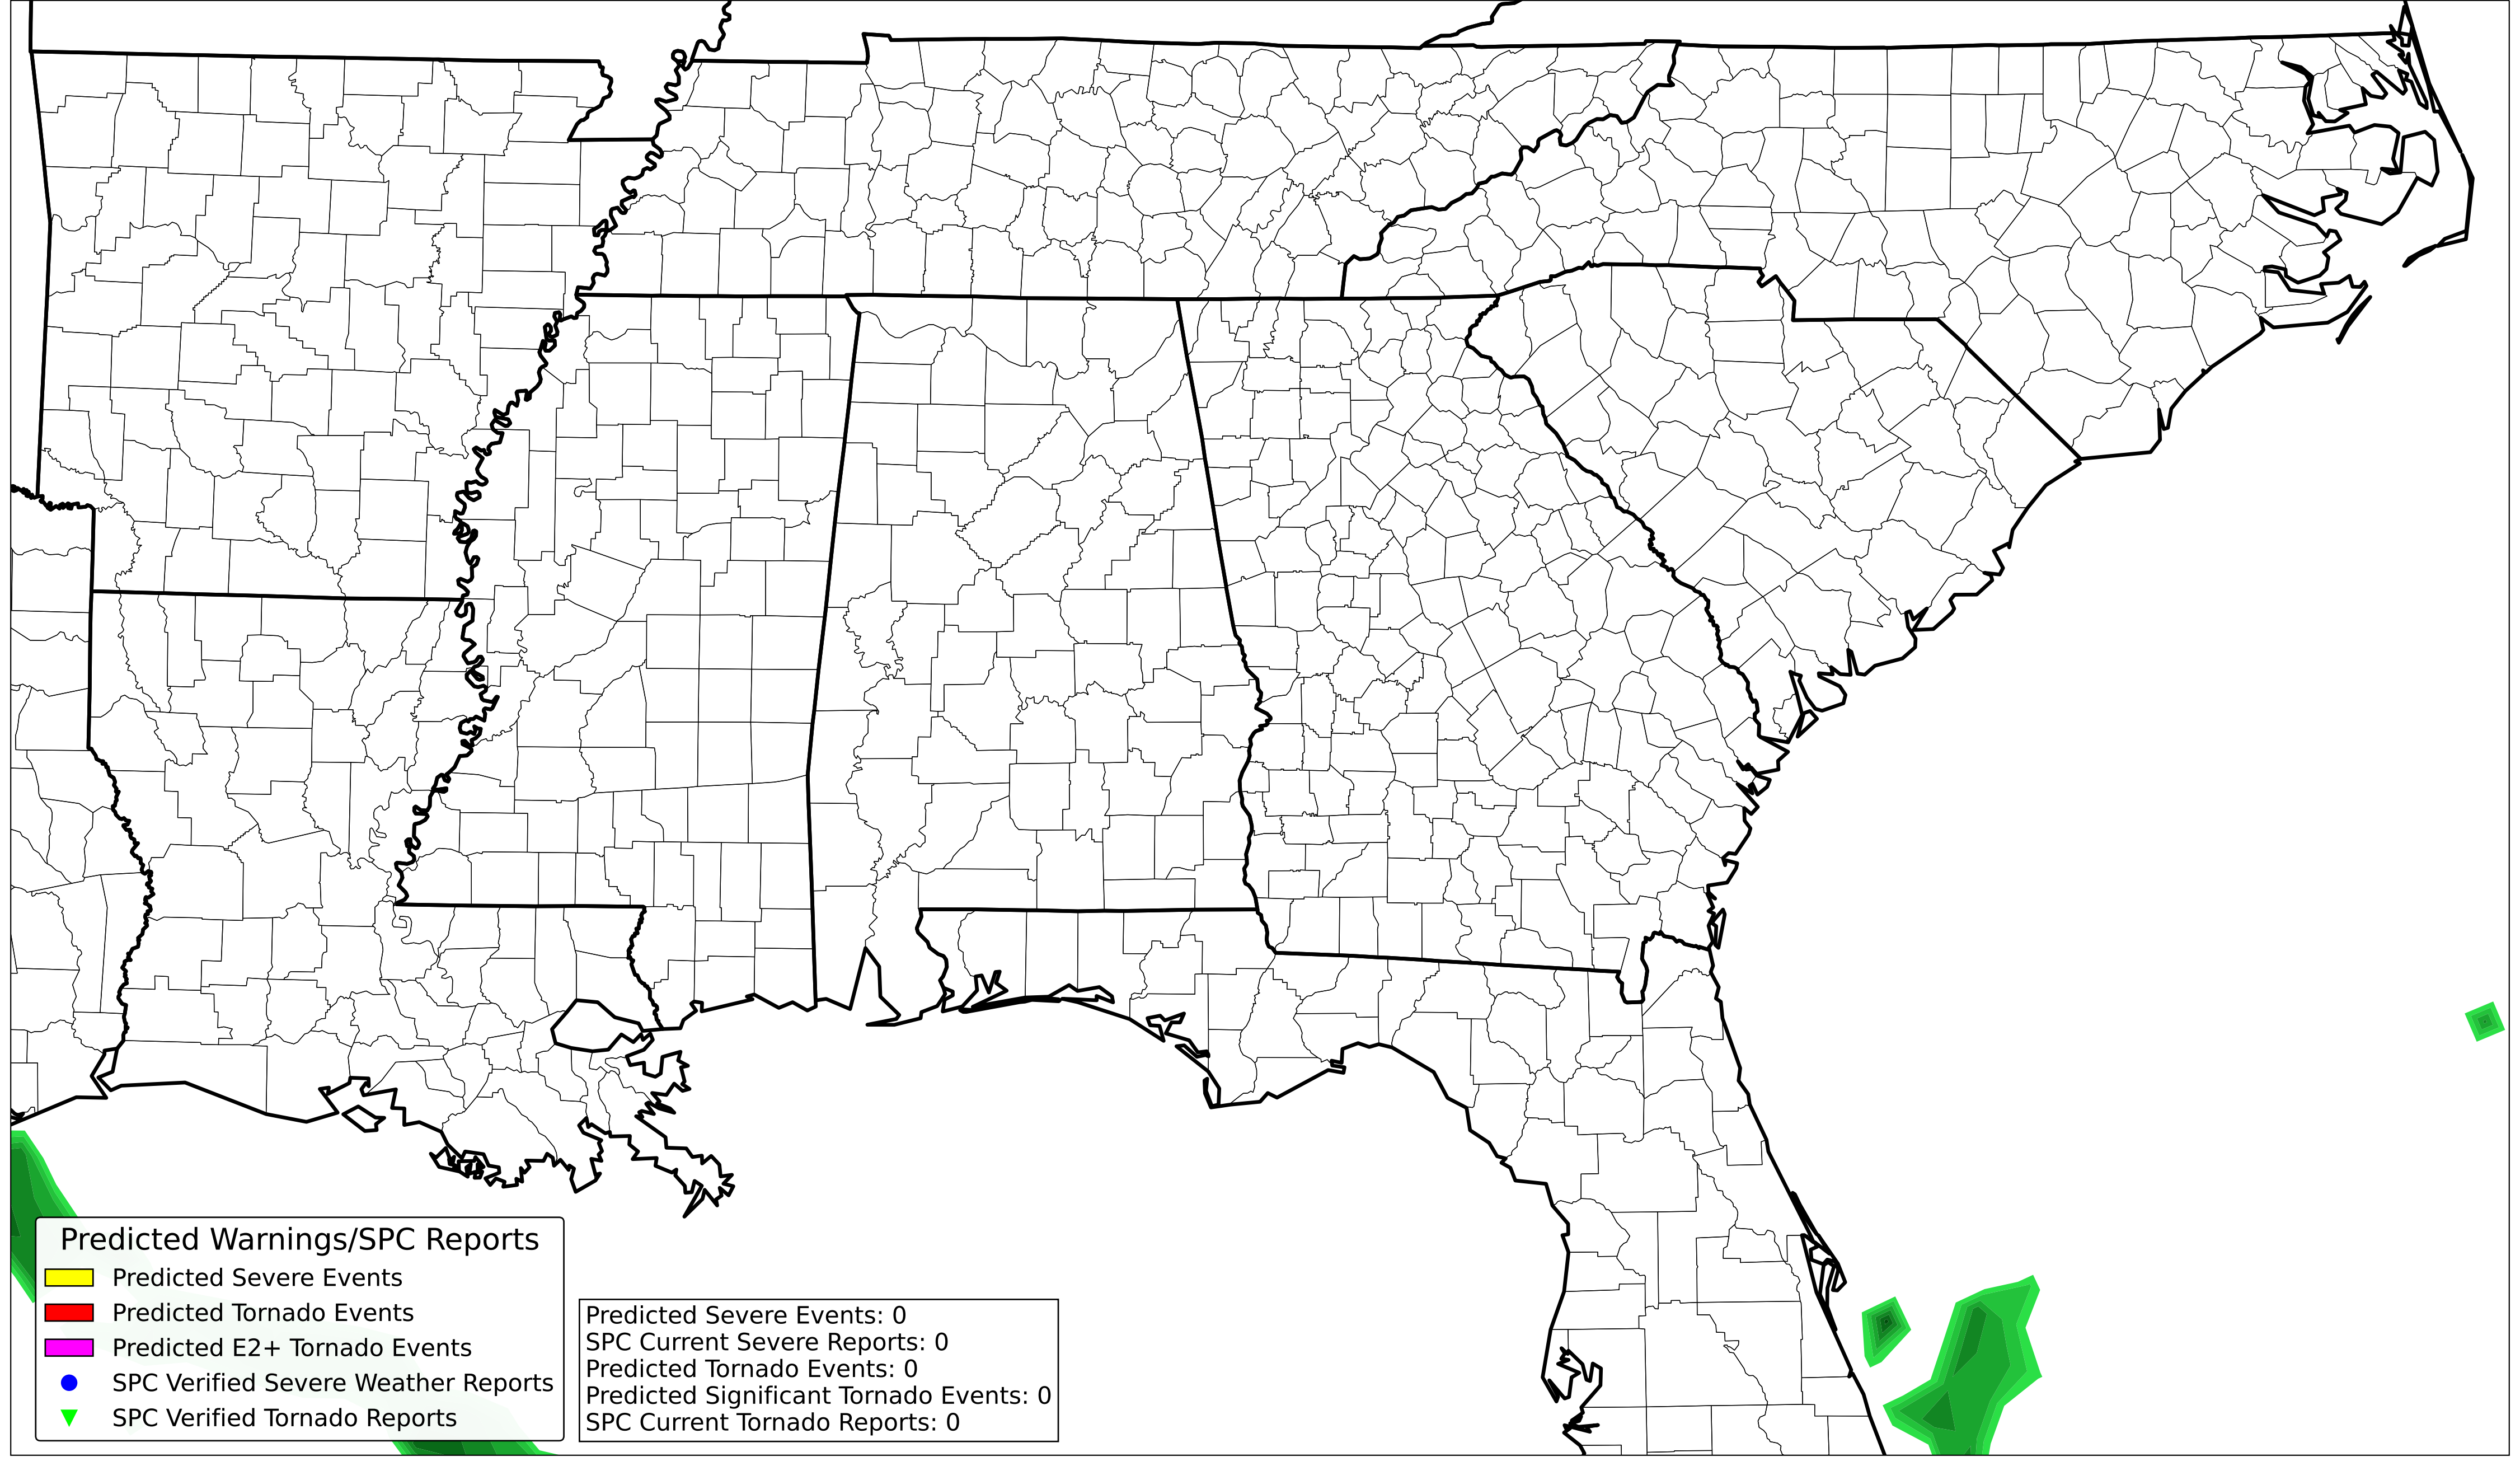 Predicted Warnings/SPC Reports
Predicted Severe Events
Predicted Tornado Events
Predicted E2+ Tornado Events
SPC Verified Severe Weather Reports
SPC Verified Tornado Reports
Predicted Severe Events: 0
SPC Current Severe Reports: 0
Predicted Tornado Events: 0
Predicted Significant Tornado Events: 0
SPC Current Tornado Reports: 0